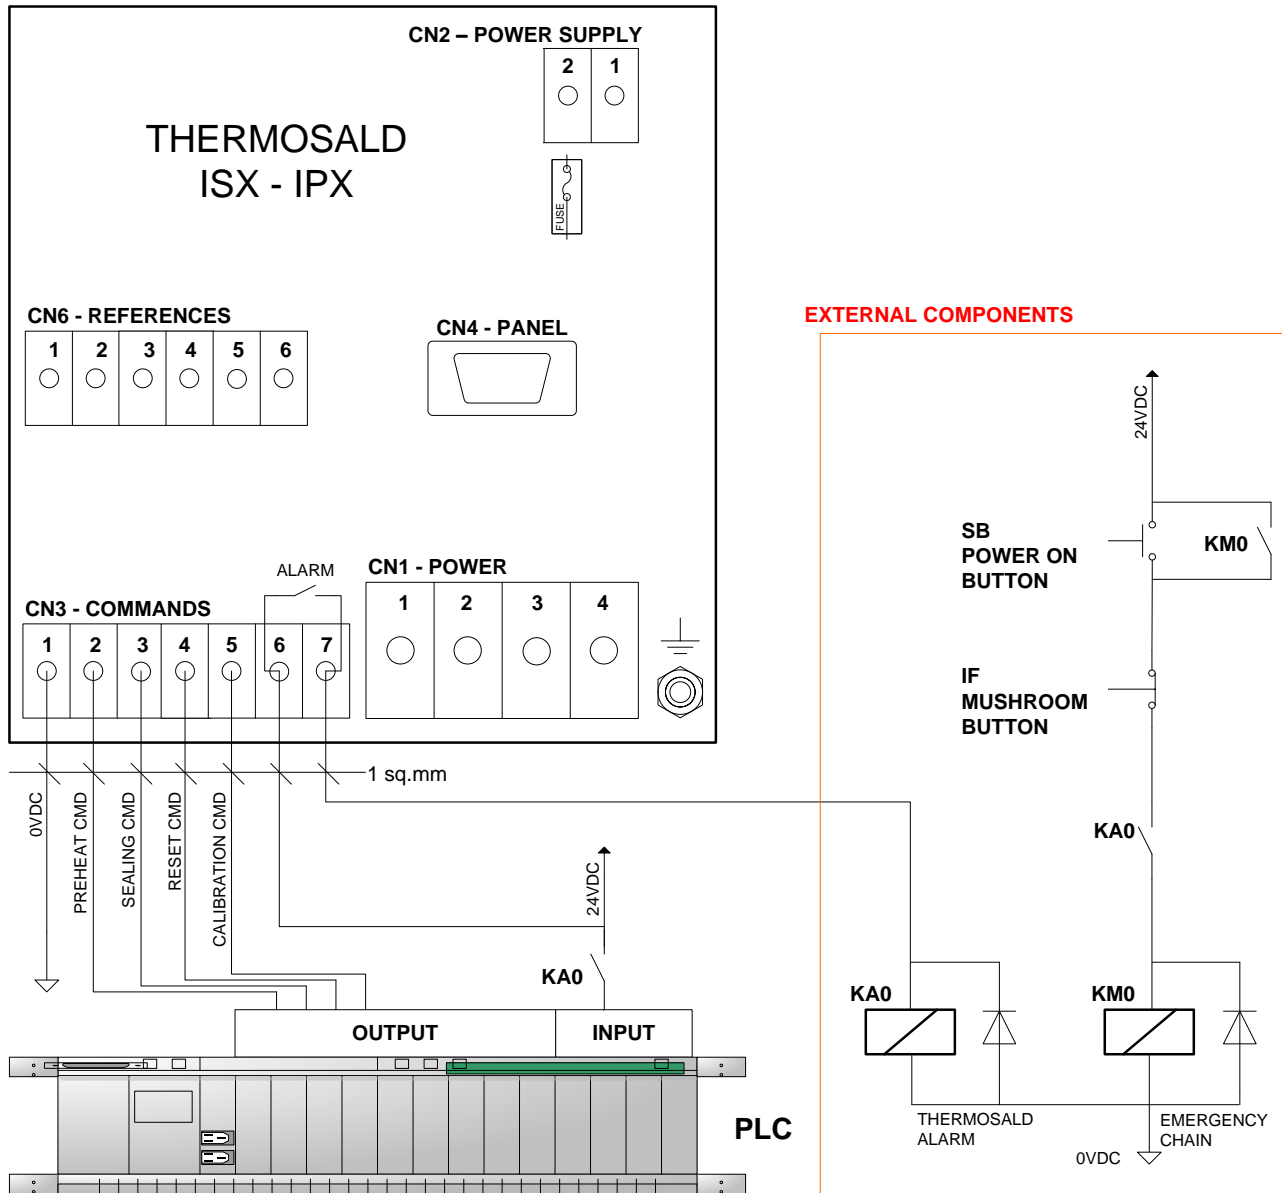 CN2 – POWER SUPPLY
2 1
THERMOSALD
ISX - IPX
FUSE
CN6 - REFERENCES
1 2 3 4 5 6
CN4 - PANEL
EXTERNAL COMPONENTS
24VDC
SB
POWER ON
BUTTON
KM0
ALARM
CN1 - POWER
1 2 3 4
CN3 - COMMANDS
1 2 3 4 5 6 7
IF
MUSHROOM
BUTTON
1 sq.mm
0VDC
PREHEAT CMD
SEALING CMD
RESET CMD
CALIBRATION CMD
24VDC
KA0
KA0
KA0
KM0
OUTPUT
INPUT
PLC
THERMOSALD
ALARM
EMERGENCY
CHAIN
0VDC